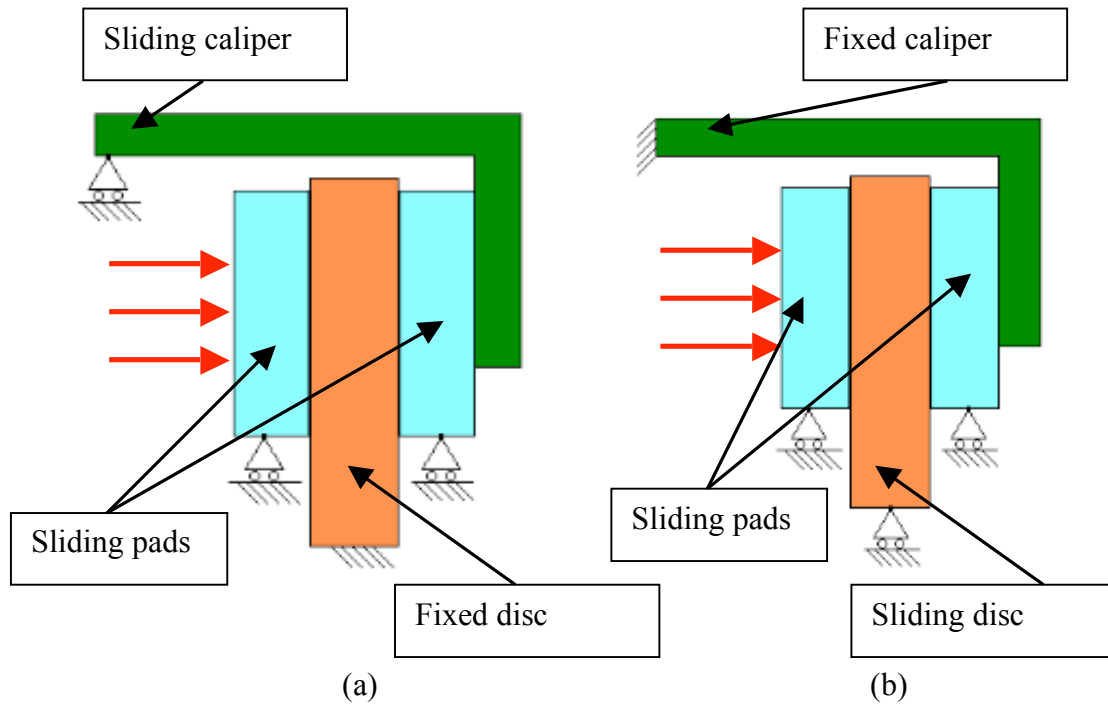 Sliding caliper
Fixed caliper
Sliding pads
Sliding pads
Fixed disc
Sliding disc
(a)
(b)